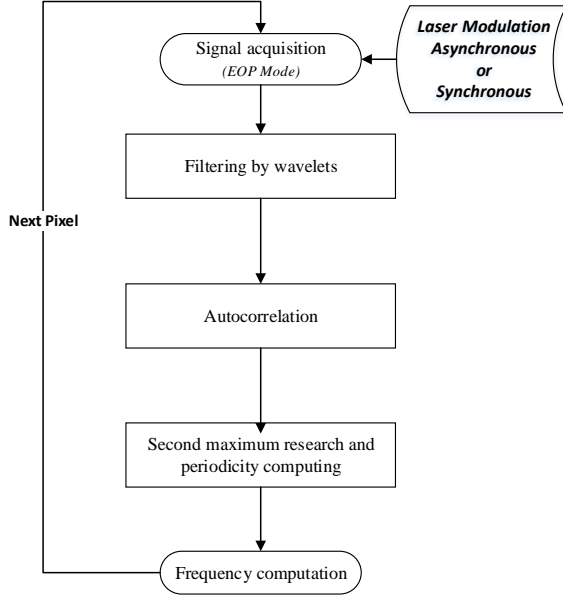 Signal acquisition
(EOP Mode)
Laser Modulation
Asynchronous
or
Synchronous
Filtering by wavelets
Next Pixel
Autocorrelation
Second maximum research and
periodicity computing
Frequency computation